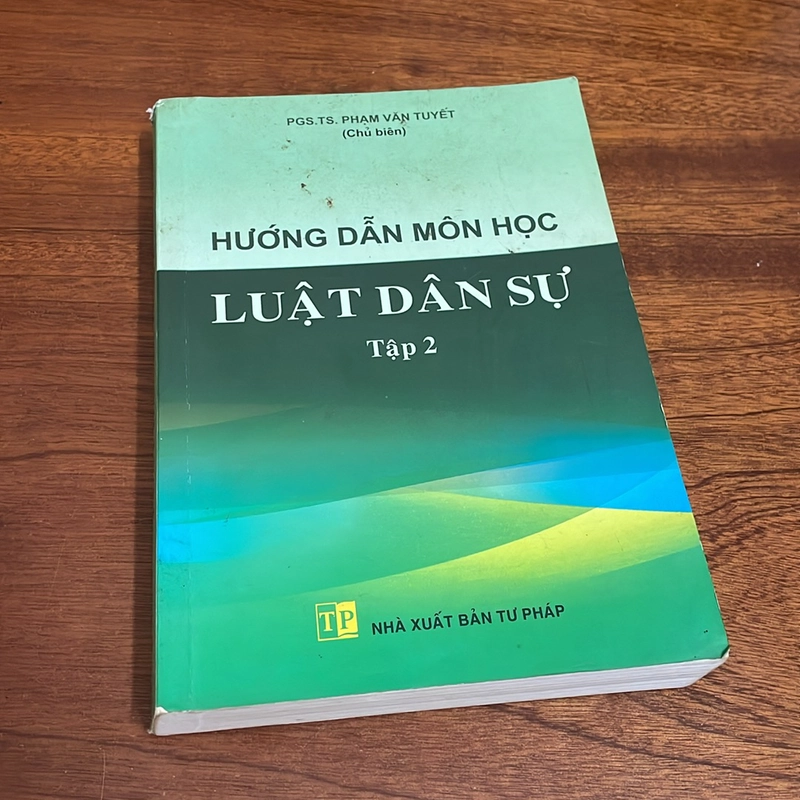 PGS.TS. PHẠM VĂN TUYẾT
(Chủ biên)
HƯỚNG DẪN MÔN HỌC
LUẬT DÂN SỰ
Tập 2
TP
NHÀ XUẤT BẢN TƯ PHÁP